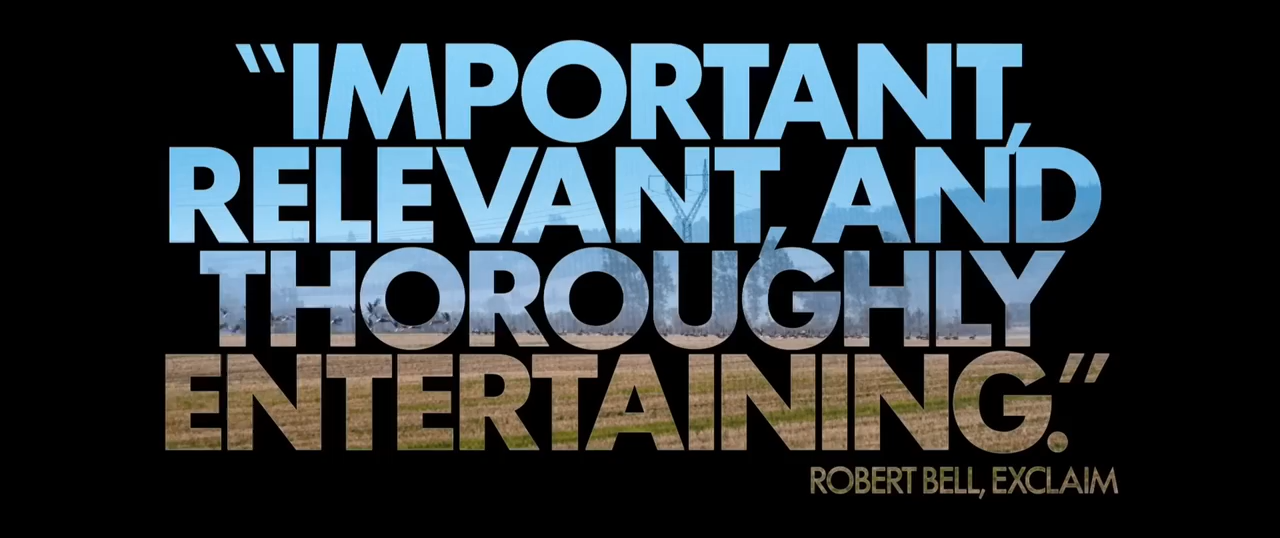 “IMPORTANT,
RELEVANT, AND
THOROUGHLY
ENTERTAINING.”
ROBERT BELL, EXCLAIM